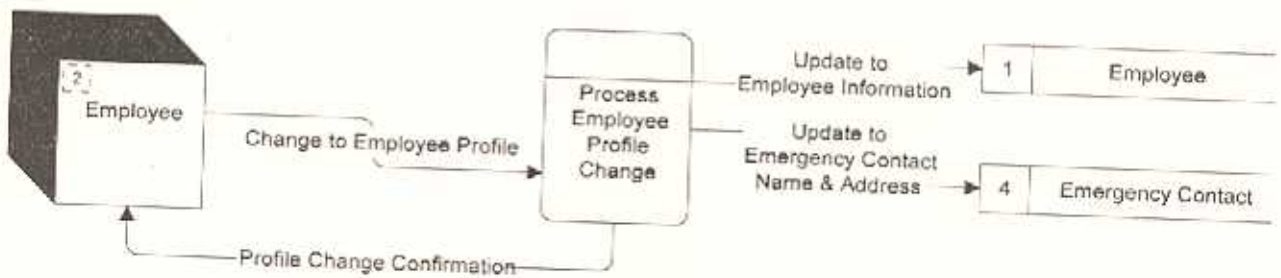 2
Employee
Change to Employee Profile
Process
Employee
Profile
Change
Update to
Employee Information
1
Employee
Update to
Emergency Contact
Name & Address
4
Emergency Contact
Profile Change Confirmation